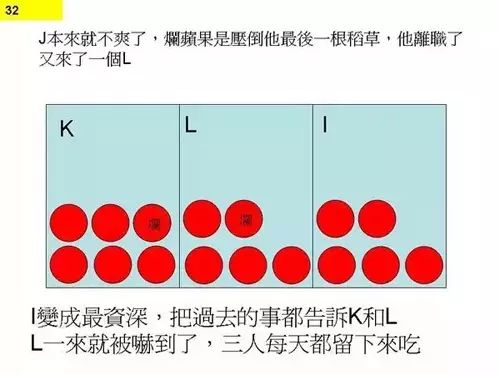 32
J本來就不爽了，爛蘋果是壓倒他最後一根稻草，他離職了
又來了一個L
K
L
I
爛
爛
I變成最資深，把過去的事都告訴K和L
L一來就被嚇到了，三人每天都留下來吃